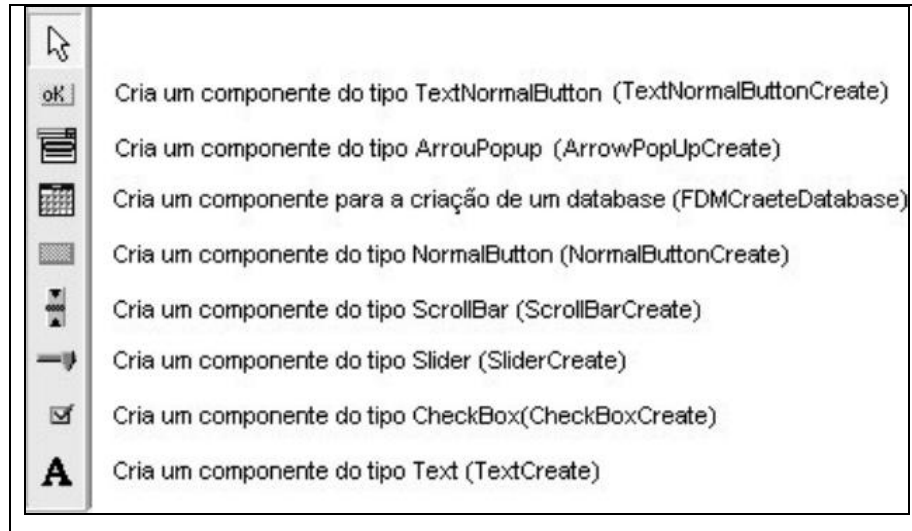 oK
Cria um componente do tipo TextNormalButton (TextNormalButtonCreate)
Cria um componente do tipo ArrouPopup (ArrowPopUpCreate)
Cria um componente para a criação de um database (FDMCraeteDatabase)
Cria um componente do tipo NormalButton (NormalButtonCreate)
Cria um componente do tipo ScrollBar (ScrollBarCreate)
Cria um componente do tipo Slider (SliderCreate)
Cria um componente do tipo CheckBox(CheckBoxCreate)
A Cria um componente do tipo Text (TextCreate)